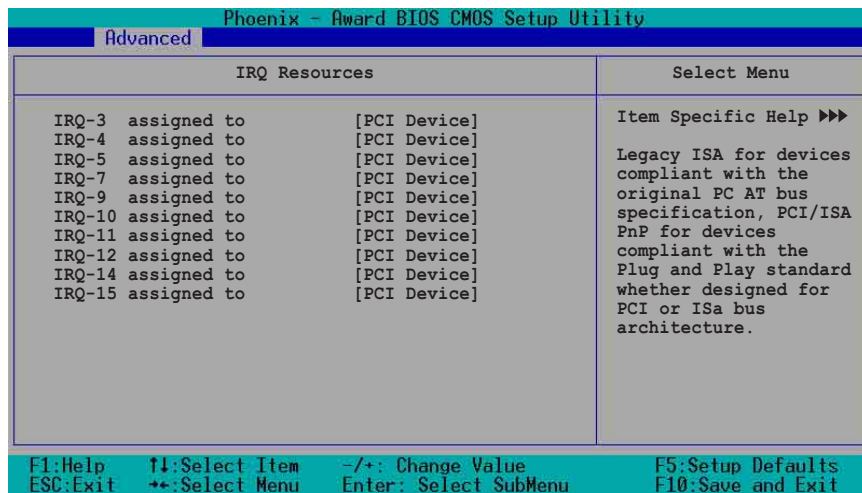 Phoenix - Award BIOS CMOS Setup Utility
Advanced
IRQ Resources
Select Menu
IRQ-3 assigned to [PCI Device]
IRQ-4 assigned to [PCI Device]
IRQ-5 assigned to [PCI Device]
IRQ-7 assigned to [PCI Device]
IRQ-9 assigned to [PCI Device]
IRQ-10 assigned to [PCI Device]
IRQ-11 assigned to [PCI Device]
IRQ-12 assigned to [PCI Device]
IRQ-14 assigned to [PCI Device]
IRQ-15 assigned to [PCI Device]
Item Specific Help ▶▶▶
Legacy ISA for devices
compliant with the
original PC AT bus
specification, PCI/ISA
PnP for devices
compliant with the
Plug and Play standard
whether designed for
PCI or ISa bus
architecture.
F1:Help ↑↓:Select Item -/+: Change Value F5:Setup Defaults
ESC:Exit →←:Select Menu Enter: Select SubMenu F10:Save and Exit